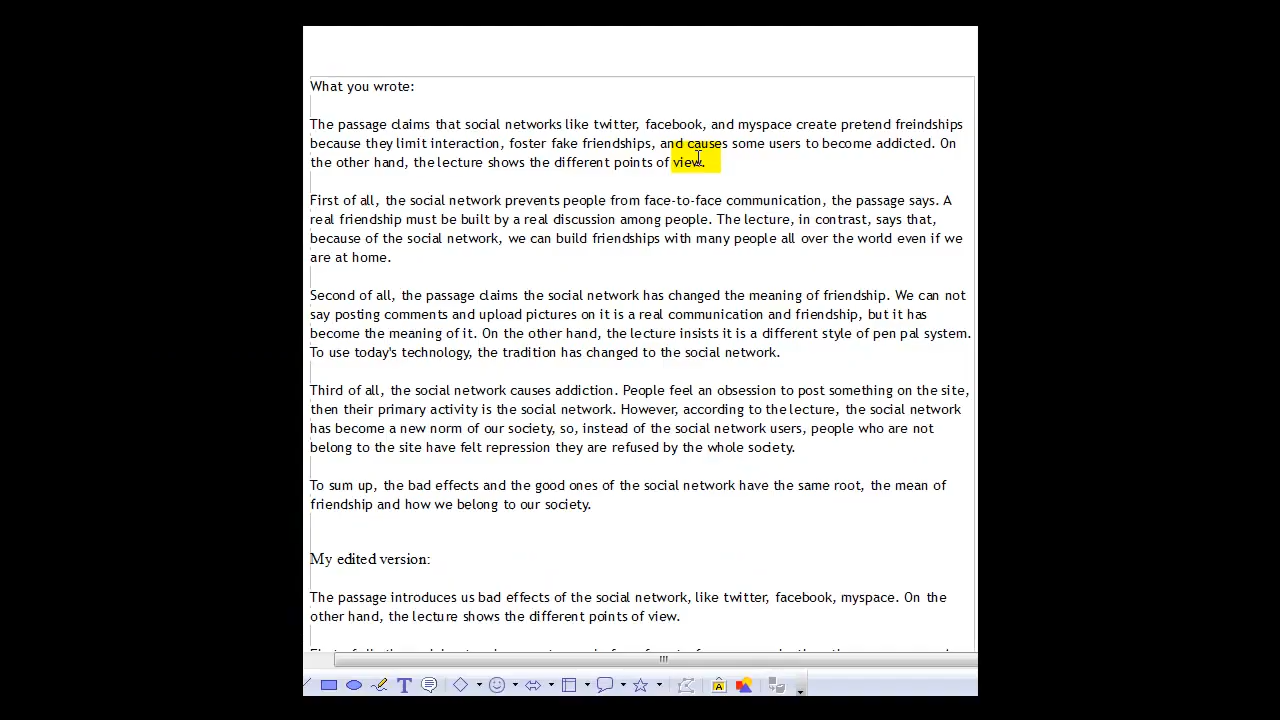 What you wrote:
The passage claims that social networks like twitter, facebook, and myspace create pretend freindships
because they limit interaction, foster fake friendships, and causes some users to become addicted. On
the other hand, the lecture shows the different points of view.
First of all, the social network prevents people from face-to-face communication, the passage says. A
real friendship must be built by a real discussion among people. The lecture, in contrast, says that,
because of the social network, we can build friendships with many people all over the world even if we
are at home.
Second of all, the passage claims the social network has changed the meaning of friendship. We can not
say posting comments and upload pictures on it is a real communication and friendship, but it has
become the meaning of it. On the other hand, the lecture insists it is a different style of pen pal system.
To use today's technology, the tradition has changed to the social network.
Third of all, the social network causes addiction. People feel an obsession to post something on the site,
then their primary activity is the social network. However, according to the lecture, the social network
has become a new norm of our society, so, instead of the social network users, people who are not
belong to the site have felt repression they are refused by the whole society.
To sum up, the bad effects and the good ones of the social network have the same root, the mean of
friendship and how we belong to our society.
My edited version:
The passage introduces us bad effects of the social network, like twitter, facebook, myspace. On the
other hand, the lecture shows the different points of view.